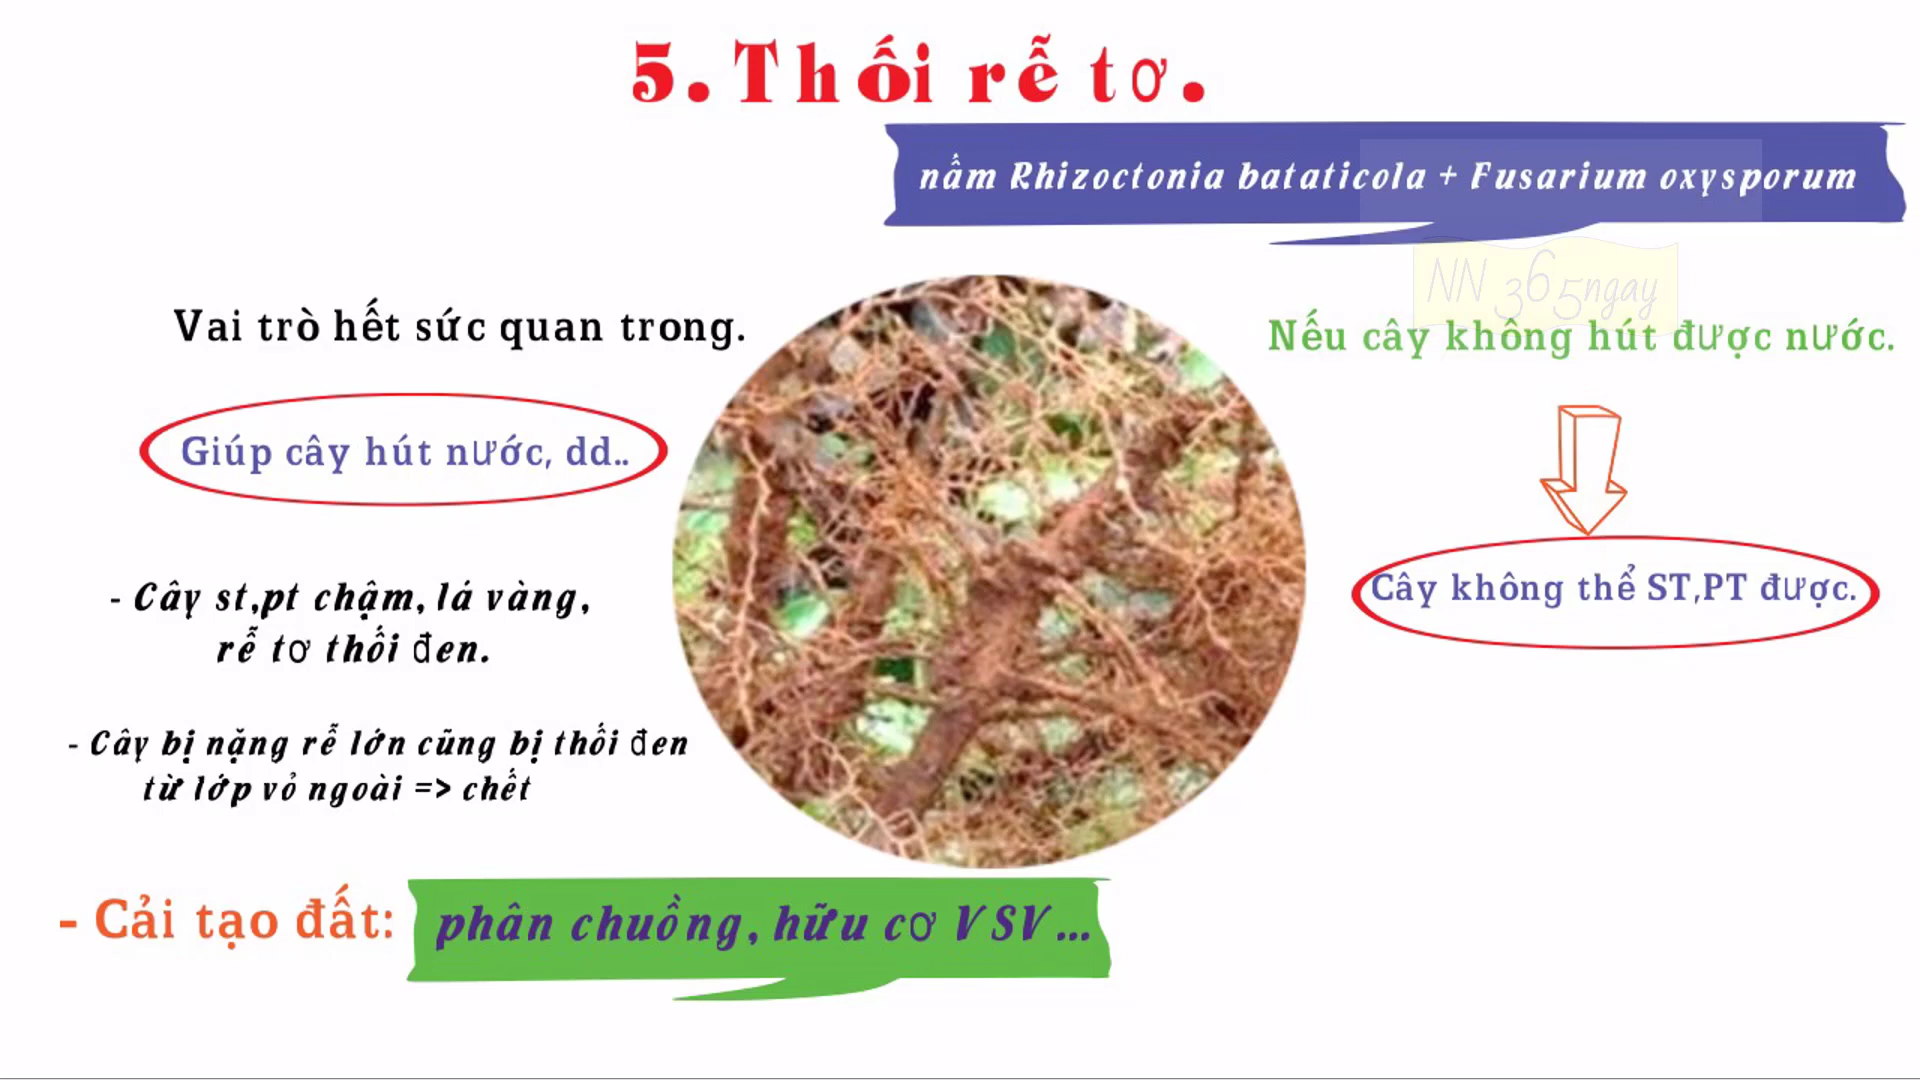 5. Thối rễ tơ.
nấm Rhizoctonia bataticola + Fusarium oxysporum
NN 365ngay
Vai trò hết sức quan trong.
Nếu cây không hút được nước.
Giúp cây hút nước, dd..
Cây không thể ST,PT được.
- Cây st,pt chậm, lá vàng,
rễ tơ thối đen.
- Cây bị nặng rễ lớn cũng bị thối đen
từ lớp vỏ ngoài => chết
- Cải tạo đất: phân chuồng, hữu cơ VSV...